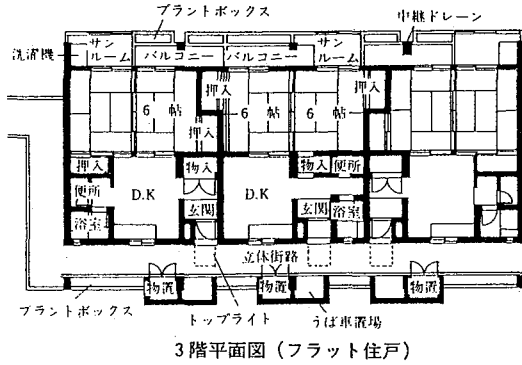 プラントボックス
中継ドレーン
洗濯機
サン
ルーム
バルコニー
バルコニー
サン
ルーム
押入
押入
6 帖
6 帖
6 帖
押入
押入
物入
物入
便所
便所
D.K
D.K
浴室
玄関
玄関
浴室
立体街路
物置
物置
物置
プラントボックス
トップライト
うば車置場
3階平面図(フラット住戸)